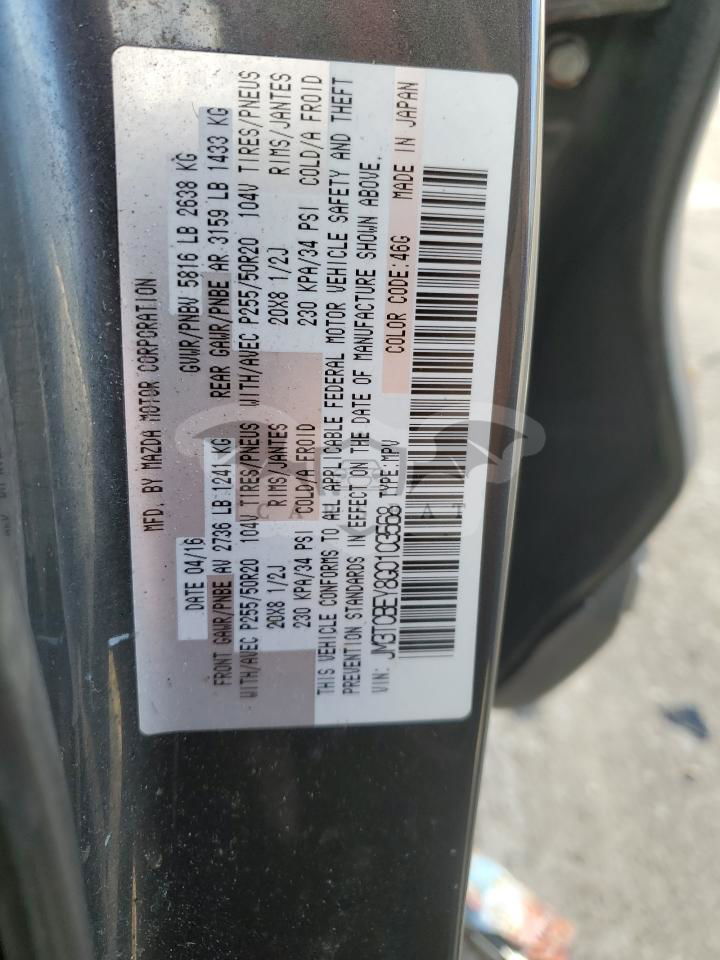 MFD. BY MAZDA MOTOR CORPORATION
DATE 04/16 GVWR/PNBV 5816 LB 2638 KG
FRONT GAWR/PNBE AV 2736 LB 1241 KG REAR GAWR/PNBE AR 3159 LB 1433 KG
WITH/AVEC P255/50R20 104V TIRES/PNEUS WITH/AVEC P255/50R20 104V TIRES/PNEUS
20X8 1/2J RIMS/JANTES 20X8 1/2J RIMS/JANTES
230 KPA/34 PSI COLD/A FROID 230 KPA/34 PSI COLD/A FROID
THIS VEHICLE CONFORMS TO ALL APPLICABLE FEDERAL MOTOR VEHICLE SAFETY AND THEFT
PREVENTION STANDARDS IN EFFECT ON THE DATE OF MANUFACTURE SHOWN ABOVE.
VIN: JM3TCBEY8G0103568 TYPE:MPV COLOR CODE:46G MADE IN JAPAN